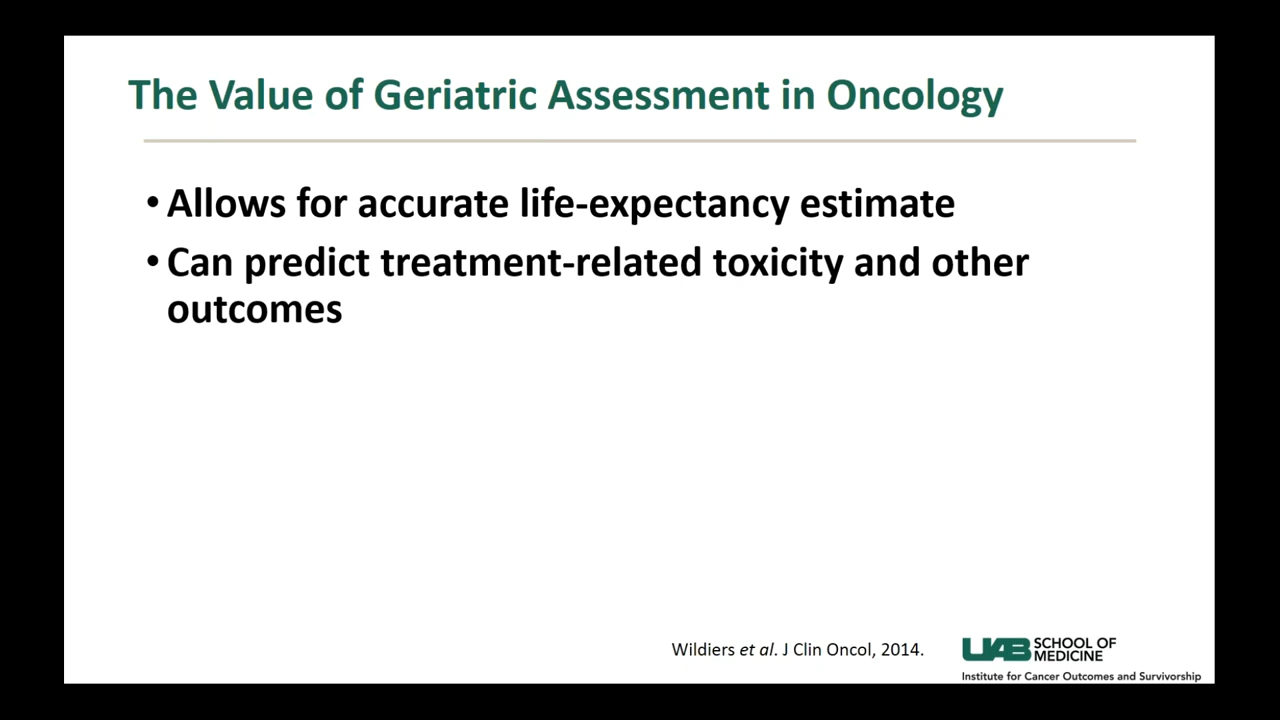 The Value of Geriatric Assessment in Oncology
• Allows for accurate life-expectancy estimate
• Can predict treatment-related toxicity and other
outcomes
Wildiers et al. J Clin Oncol, 2014.
UAB SCHOOL OF
MEDICINE
Institute for Cancer Outcomes and Survivorship